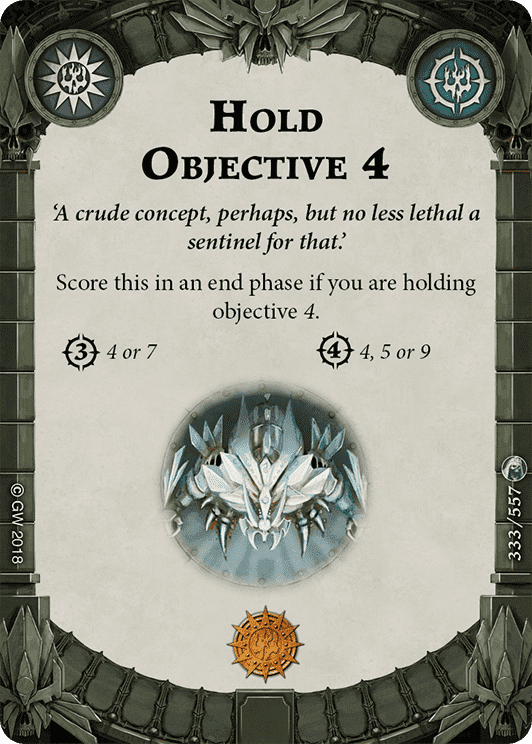 Hold
Objective 4
‘A crude concept, perhaps, but no less lethal a
sentinel for that.’
Score this in an end phase if you are holding
objective 4.
3 4 or 7
4 4, 5 or 9
© GW 2018
333/557